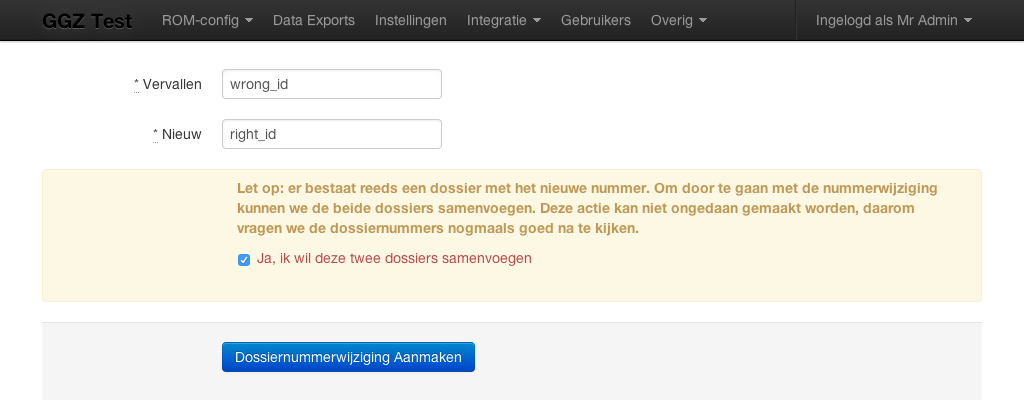 GGZ Test ROM-config Data Exports Instellingen Integratie Gebruikers Overig Ingelogd als Mr Admin
* Vervallen wrong_id
* Nieuw right_id
Let op: er bestaat reeds een dossier met het nieuwe nummer. Om door te gaan met de nummerwijziging
kunnen we de beide dossiers samenvoegen. Deze actie kan niet ongedaan gemaakt worden, daarom
vragen we de dossiernummers nogmaals goed na te kijken.
Ja, ik wil deze twee dossiers samenvoegen
Dossiernummerwijziging Aanmaken